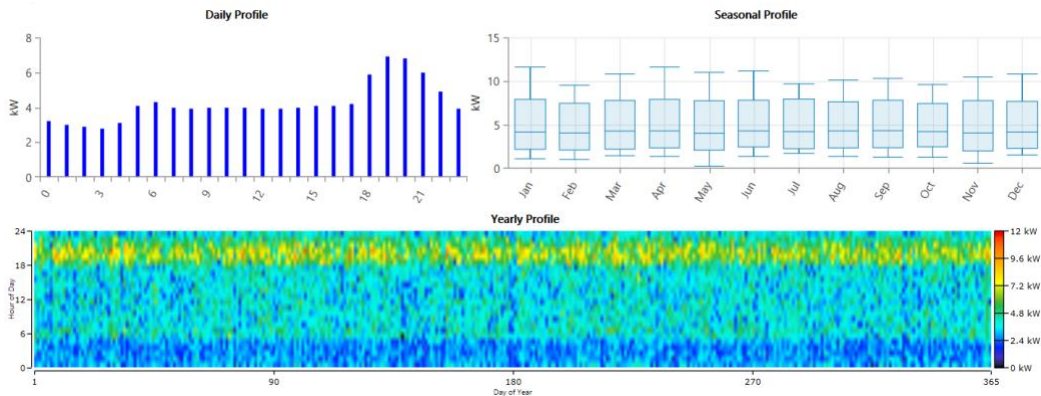 Daily Profile
8
6
4
2
0
kW
0
3
6
9
12
15
18
21
Seasonal Profile
15
10
5
0
kW
Jan
Feb
Mar
Apr
May
Jun
Jul
Aug
Sep
Oct
Nov
Dec
Yearly Profile
24
18
12
6
0
Hour of Day
1
90
180
270
365
Day of Year
12 kW
9.6 kW
7.2 kW
4.8 kW
2.4 kW
0 kW